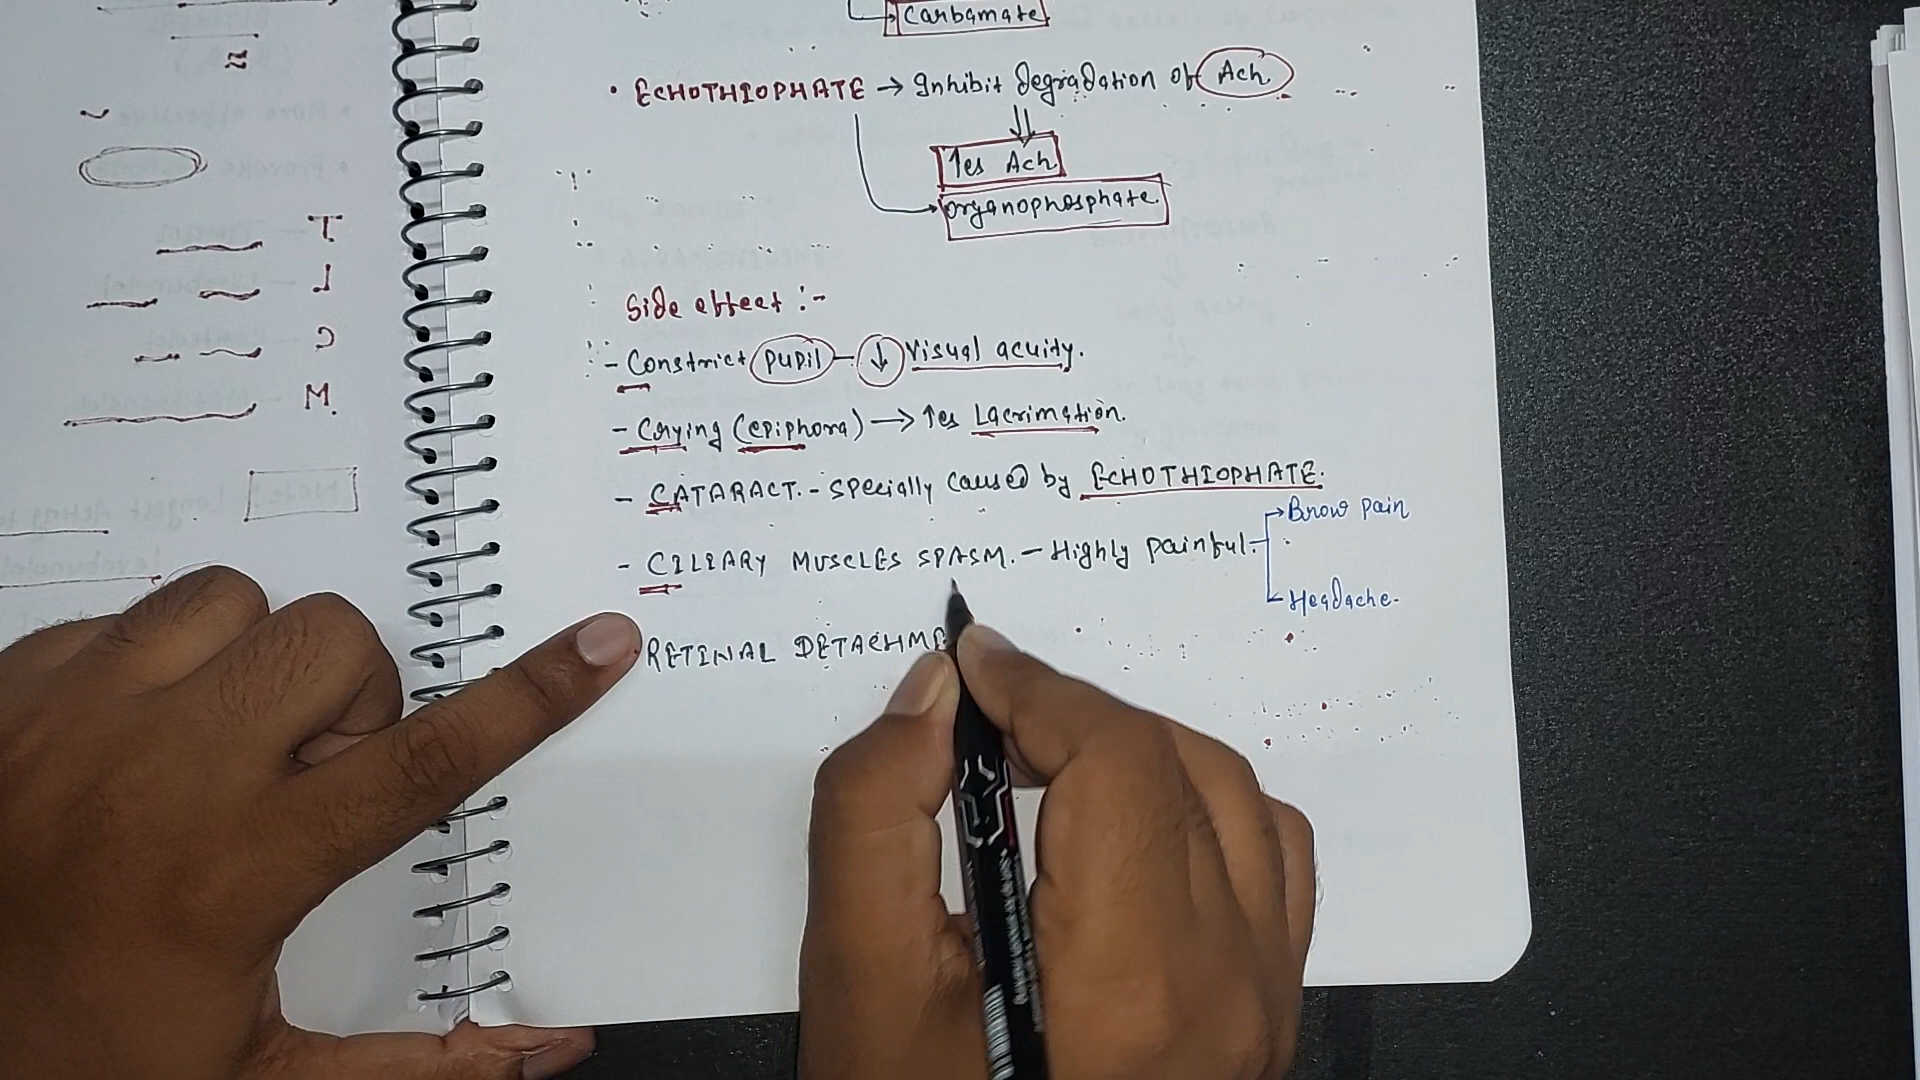 Carbamate
• ECHOTHIOPHATE → Inhibit degradation of Ach.
↑es Ach
organophosphate.
Side effect :-
- Constrict pupil - ↓ visual acuity.
- Crying (epiphora) → ↑es Lacrimation.
- CATARACT. - specially caused by ECHOTHIOPHATE.
- CILIARY MUSCLES SPASM. - Highly painful. → Brow pain
Headache.
RETINAL DETACHME